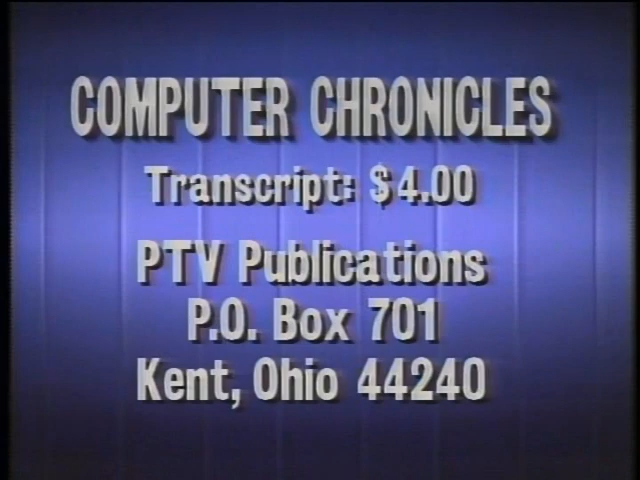 COMPUTER CHRONICLES
Transcript: $4.00
PTV Publications
P.O. Box 701
Kent, Ohio 44240